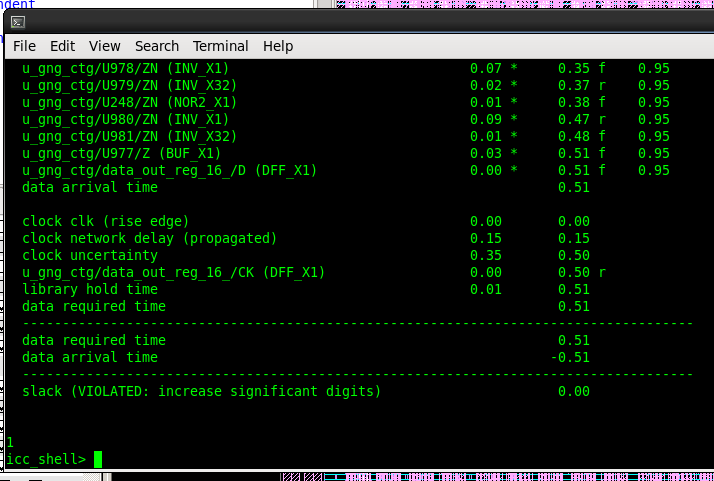 ndent
File Edit View Search Terminal Help
u_gng_ctg/U978/ZN (INV_X1) 0.07 * 0.35 f 0.95
u_gng_ctg/U979/ZN (INV_X32) 0.02 * 0.37 r 0.95
u_gng_ctg/U248/ZN (NOR2_X1) 0.01 * 0.38 f 0.95
u_gng_ctg/U980/ZN (INV_X1) 0.09 * 0.47 r 0.95
u_gng_ctg/U981/ZN (INV_X32) 0.01 * 0.48 f 0.95
u_gng_ctg/U977/Z (BUF_X1) 0.03 * 0.51 f 0.95
u_gng_ctg/data_out_reg_16_/D (DFF_X1) 0.00 * 0.51 f 0.95
data arrival time 0.51
clock clk (rise edge) 0.00 0.00
clock network delay (propagated) 0.15 0.15
clock uncertainty 0.35 0.50
u_gng_ctg/data_out_reg_16_/CK (DFF_X1) 0.00 0.50 r
library hold time 0.01 0.51
data required time 0.51
------------------------------------------------------------------------------------
data required time 0.51
data arrival time -0.51
------------------------------------------------------------------------------------
slack (VIOLATED: increase significant digits) 0.00
1
icc_shell>